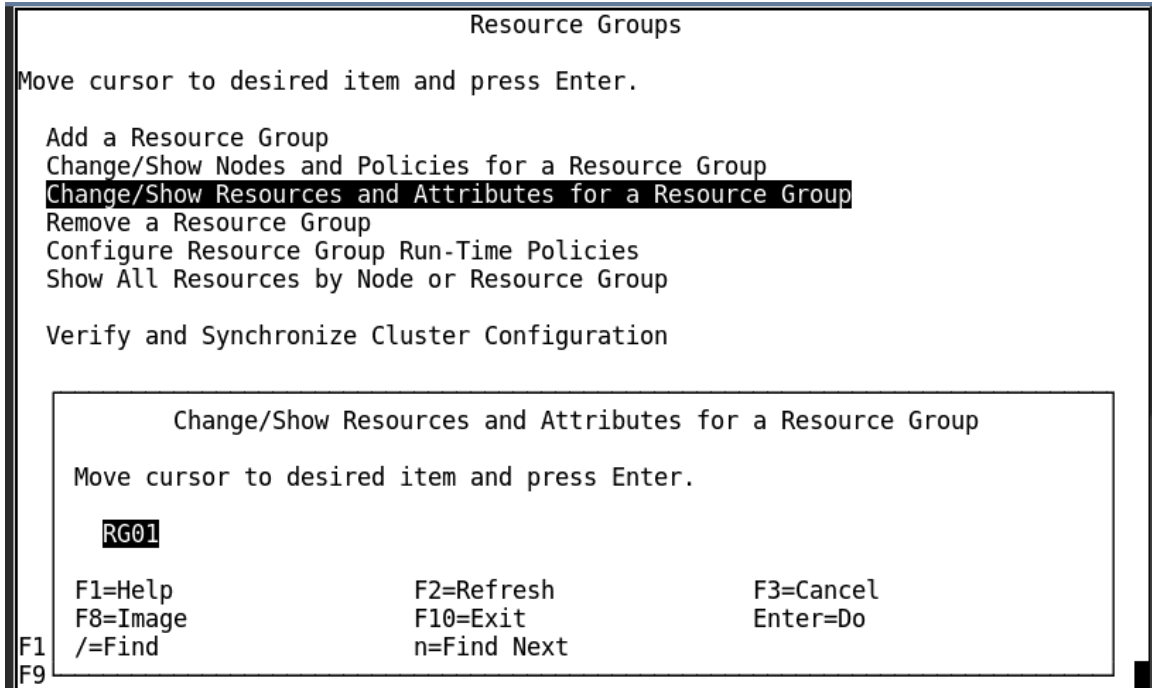 Resource Groups
Move cursor to desired item and press Enter.
Add a Resource Group
Change/Show Nodes and Policies for a Resource Group
Change/Show Resources and Attributes for a Resource Group
Remove a Resource Group
Configure Resource Group Run-Time Policies
Show All Resources by Node or Resource Group
Verify and Synchronize Cluster Configuration
Change/Show Resources and Attributes for a Resource Group
Move cursor to desired item and press Enter.
RG01
F1=Help F2=Refresh F3=Cancel
F8=Image F10=Exit Enter=Do
F1 /=Find n=Find Next
F9